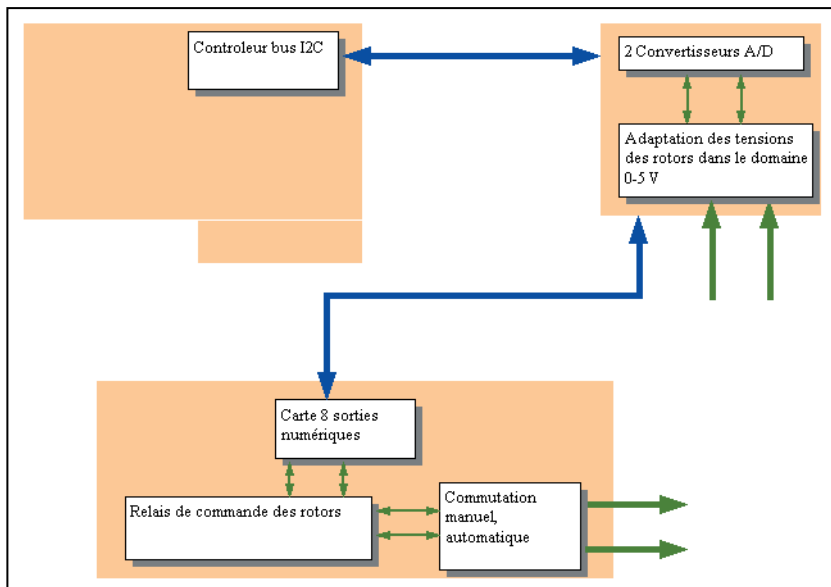 Controleur bus I2C
2 Convertisseurs A/D
Adaptation des tensions
des rotors dans le domaine
0-5 V
Carte 8 sorties
numériques
Relais de commande des rotors
Commutation
manuel,
automatique